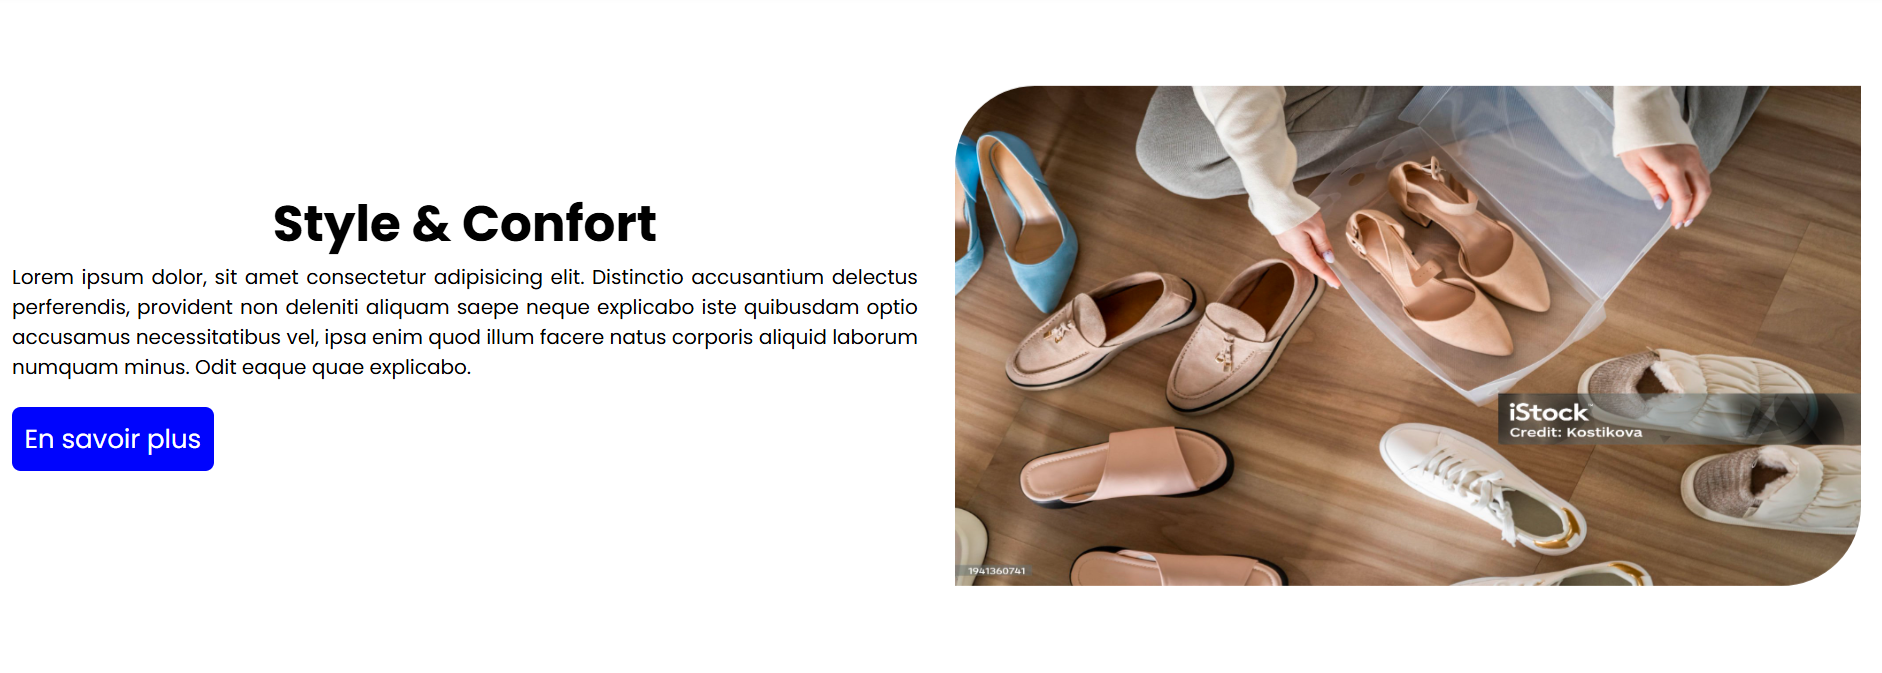 Style & Confort
Lorem ipsum dolor, sit amet consectetur adipisicing elit. Distinctio accusantium delectus
perferendis, provident non deleniti aliquam saepe neque explicabo iste quibusdam optio
accusamus necessitatibus vel, ipsa enim quod illum facere natus corporis aliquid laborum
numquam minus. Odit eaque quae explicabo.
En savoir plus
iStock
Credit: Kostikova
1941360741